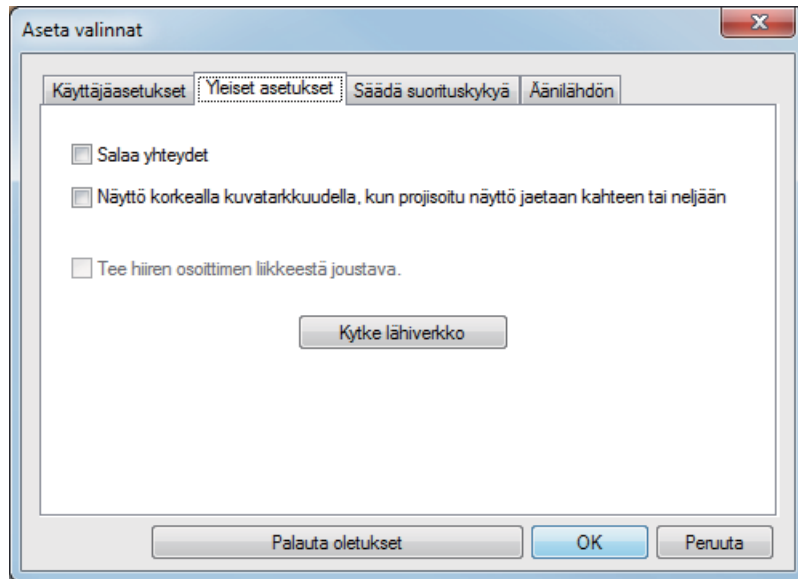 Aseta valinnat
Käyttäjäasetukset Yleiset asetukset Säädä suorituskykyä Äänilähdön
Salaa yhteydet
Näyttö korkealla kuvatarkkuudella, kun projisoitu näyttö jaetaan kahteen tai neljään
Tee hiiren osoittimen liikkeestä joustava.
Kytke lähiverkko
Palauta oletukset OK Peruuta